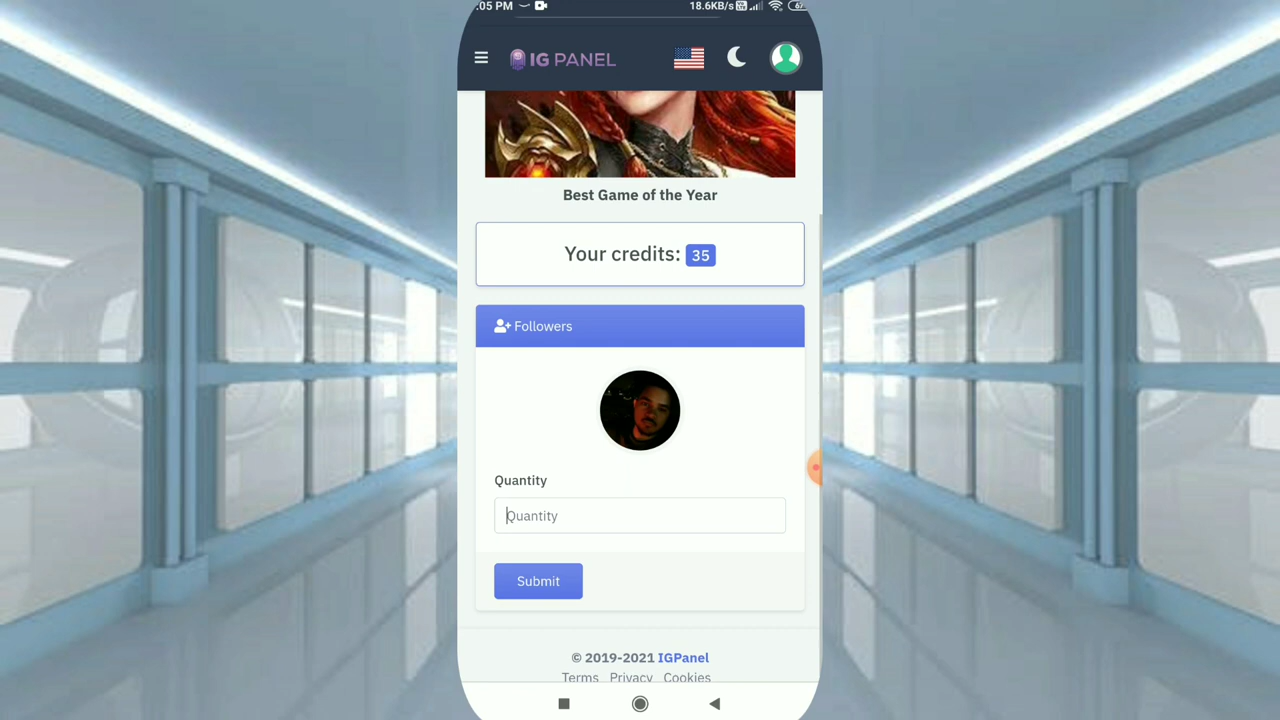 :05 PM 18.6KB/s 67
IG PANEL
Best Game of the Year
Your credits: 35
Followers
Quantity
Quantity
Submit
© 2019-2021 IGPanel
Terms Privacy Cookies